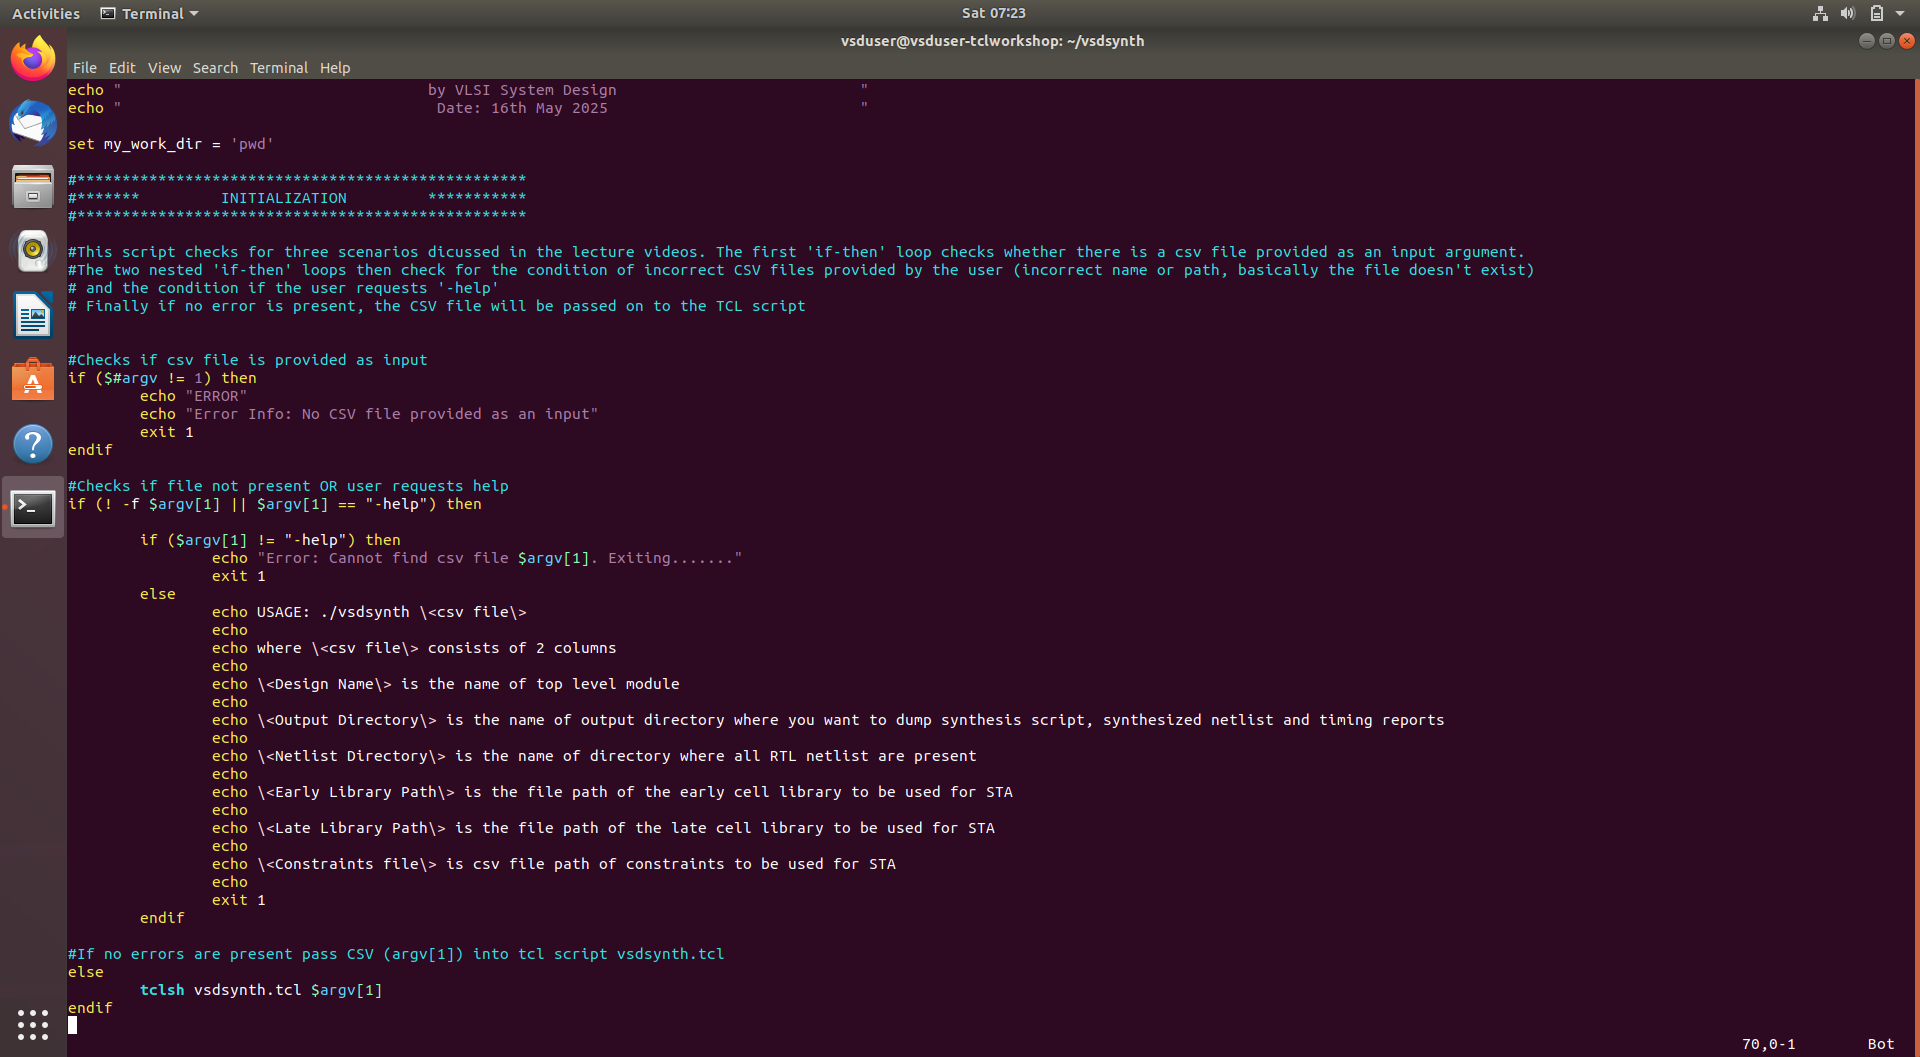 Activities Terminal Sat 07:23
vsduser@vsduser-tclworkshop: ~/vsdsynth
File Edit View Search Terminal Help
echo "                                  by VLSI System Design                           "
echo "                                   Date: 16th May 2025                            "
set my_work_dir = 'pwd'
#**************************************************
#*******         INITIALIZATION         ***********
#**************************************************
#This script checks for three scenarios dicussed in the lecture videos. The first 'if-then' loop checks whether there is a csv file provided as an input argument.
#The two nested 'if-then' loops then check for the condition of incorrect CSV files provided by the user (incorrect name or path, basically the file doesn't exist)
# and the condition if the user requests '-help'
# Finally if no error is present, the CSV file will be passed on to the TCL script
#Checks if csv file is provided as input
if ($#argv != 1) then
        echo "ERROR"
        echo "Error Info: No CSV file provided as an input"
        exit 1
endif
#Checks if file not present OR user requests help
if (! -f $argv[1] || $argv[1] == "-help") then
        if ($argv[1] != "-help") then
                echo "Error: Cannot find csv file $argv[1]. Exiting......."
                exit 1
        else
                echo USAGE: ./vsdsynth \<csv file\>
                echo
                echo where \<csv file\> consists of 2 columns
                echo
                echo \<Design Name\> is the name of top level module
                echo
                echo \<Output Directory\> is the name of output directory where you want to dump synthesis script, synthesized netlist and timing reports
                echo
                echo \<Netlist Directory\> is the name of directory where all RTL netlist are present
                echo
                echo \<Early Library Path\> is the file path of the early cell library to be used for STA
                echo
                echo \<Late Library Path\> is the file path of the late cell library to be used for STA
                echo
                echo \<Constraints file\> is csv file path of constraints to be used for STA
                echo
                exit 1
        endif
#If no errors are present pass CSV (argv[1]) into tcl script vsdsynth.tcl
else
        tclsh vsdsynth.tcl $argv[1]
endif
70,0-1 Bot